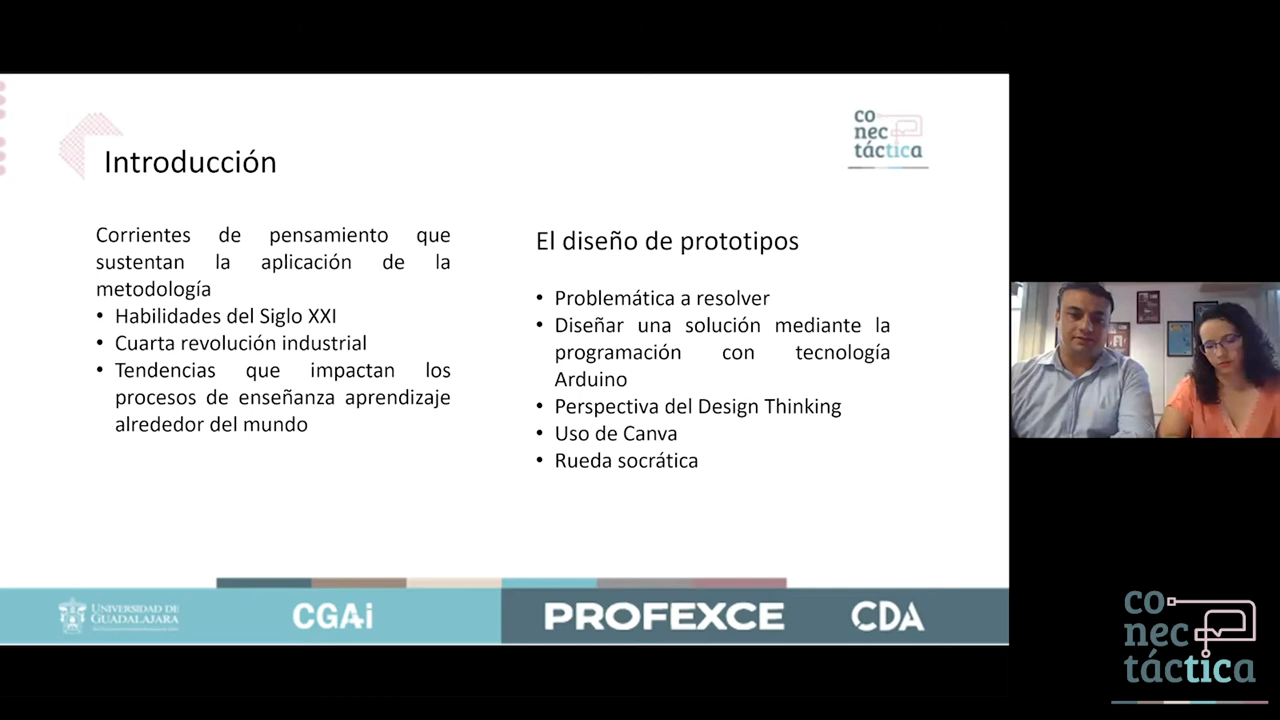 co
nec
táctica
Introducción
Corrientes de pensamiento que
sustentan la aplicación de la
metodología
• Habilidades del Siglo XXI
• Cuarta revolución industrial
• Tendencias que impactan los
procesos de enseñanza aprendizaje
alrededor del mundo
El diseño de prototipos
• Problemática a resolver
• Diseñar una solución mediante la
programación con tecnología
Arduino
• Perspectiva del Design Thinking
• Uso de Canva
• Rueda socrática
UNIVERSIDAD DE
GUADALAJARA
CGAi
PROFEXCE
CDA
co
nec
táctica